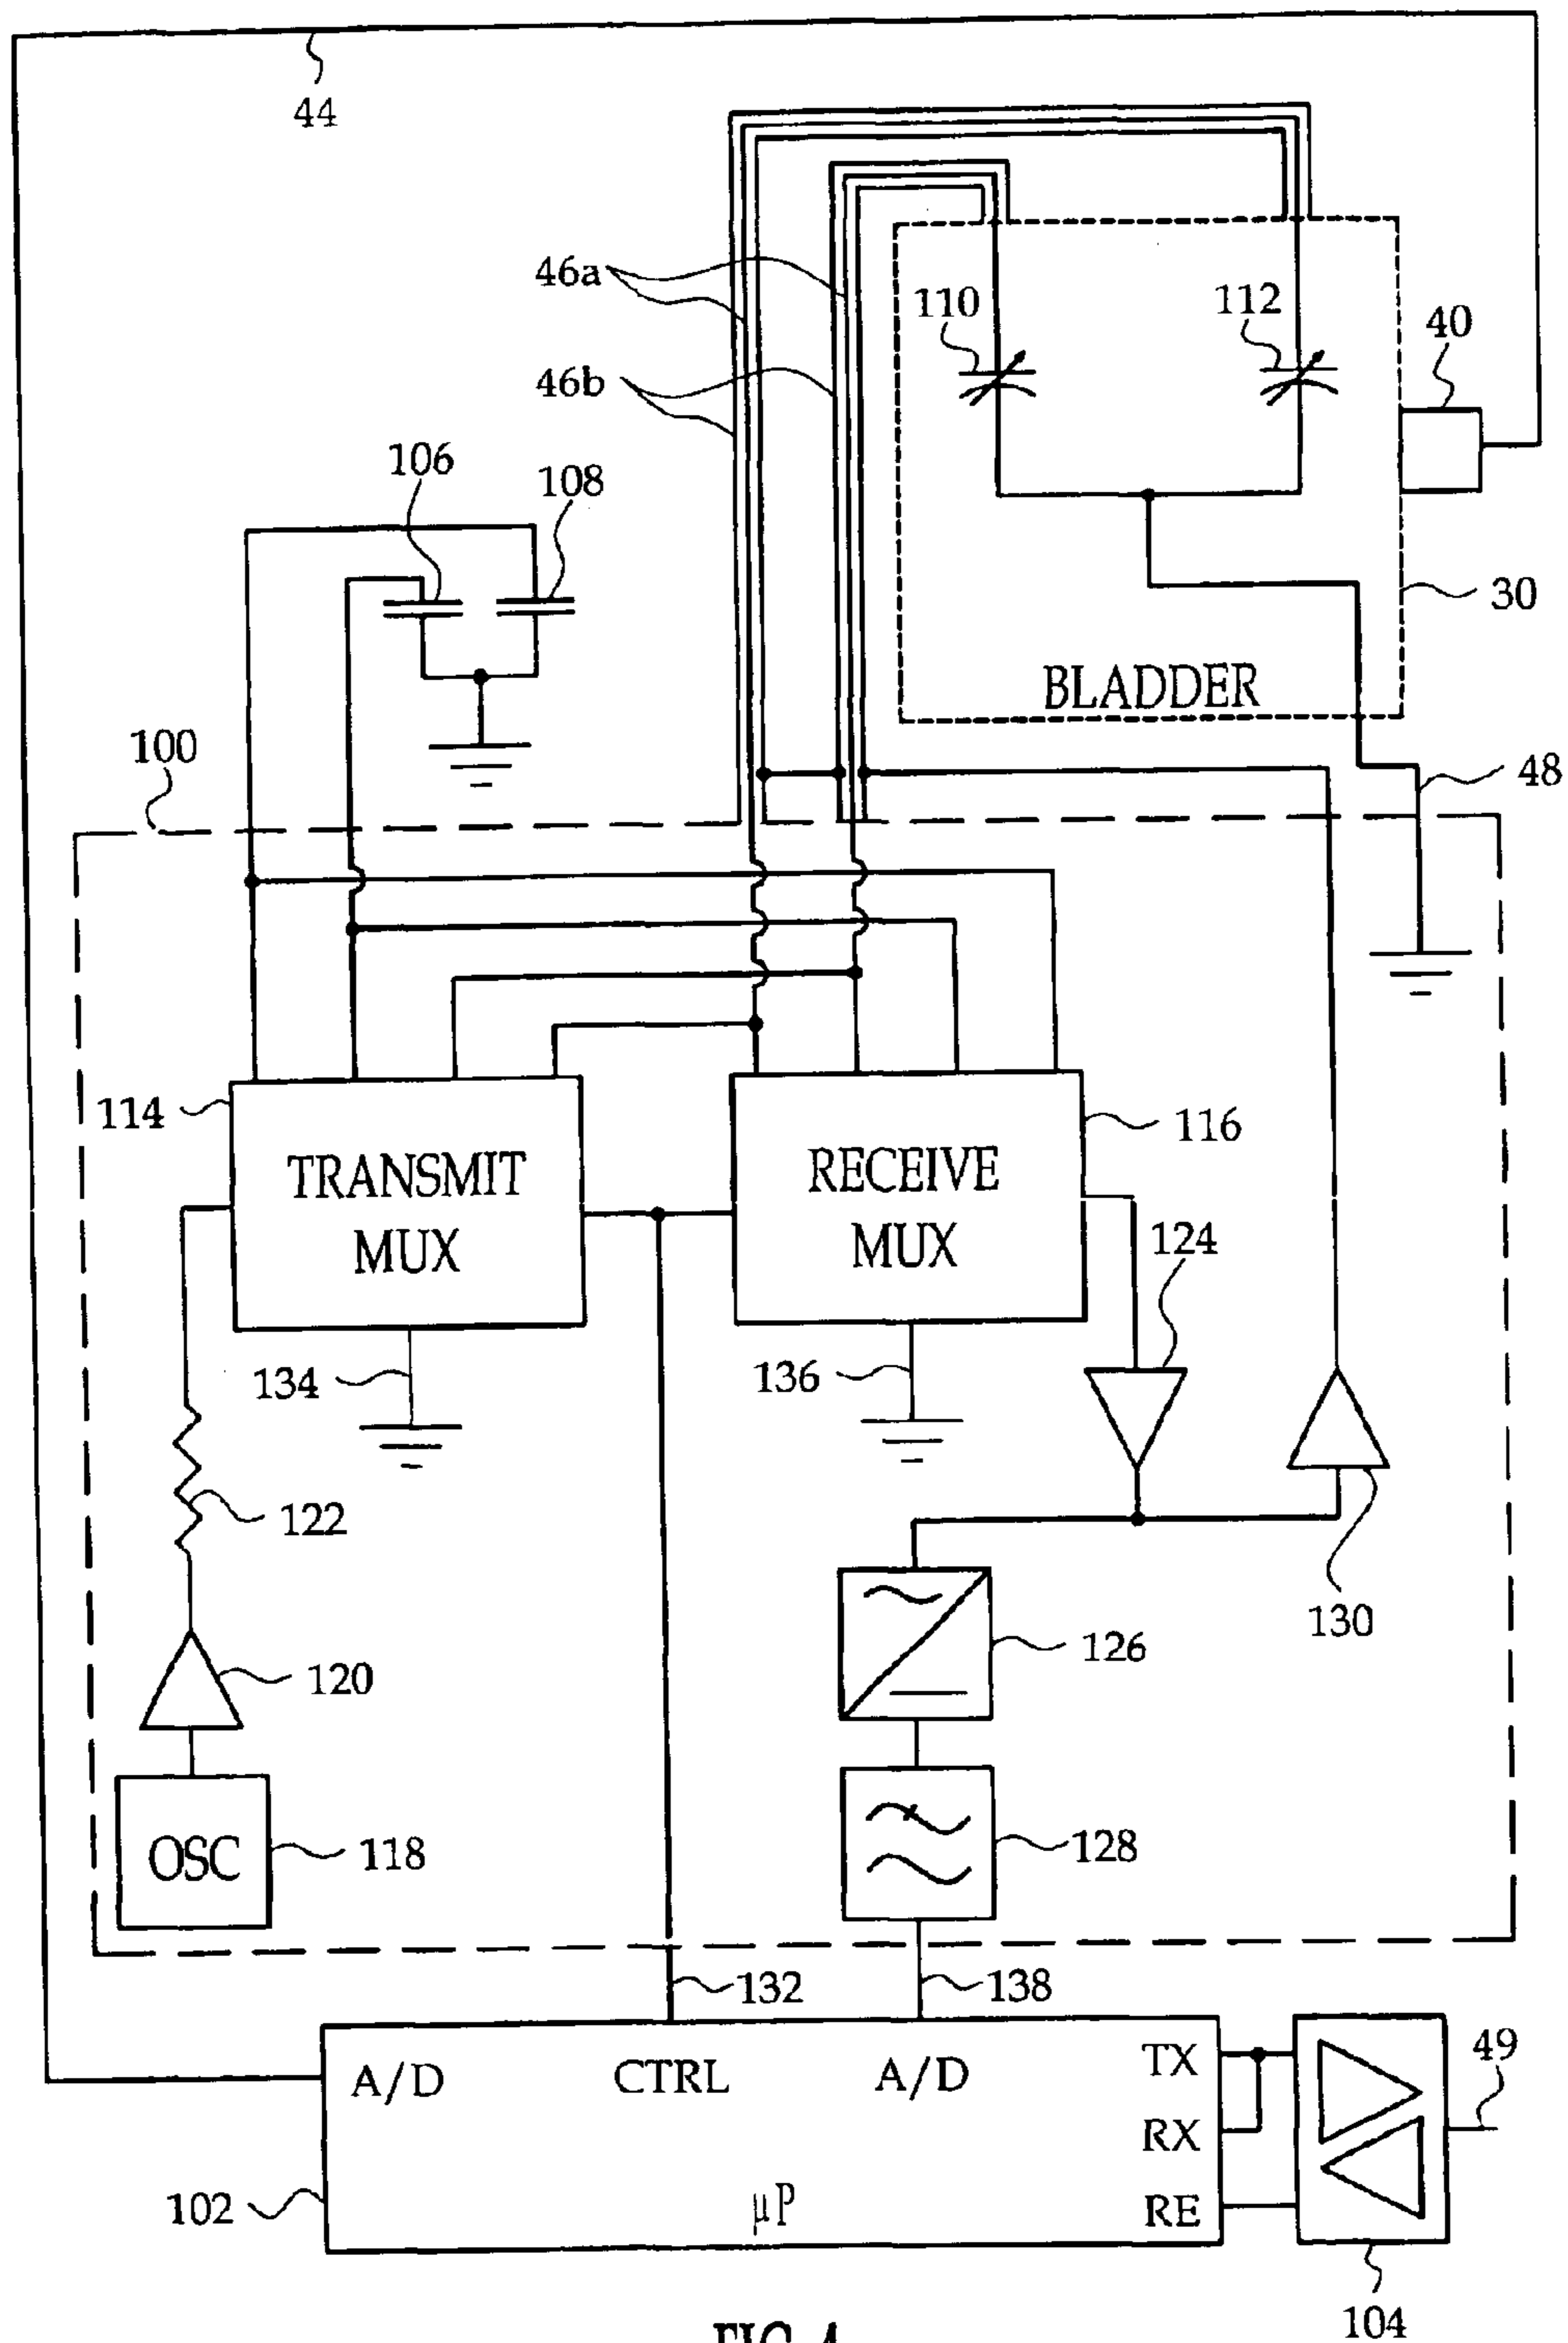 44
46a
110
112
40
46b
106
108
30
BLADDER
100
48
114
TRANSMIT
MUX
RECEIVE
MUX
116
124
134
136
122
130
120
126
OSC
118
128
132
138
A/D
CTRL
A/D
TX
49
RX
102
µP
RE
104
FIG. 4